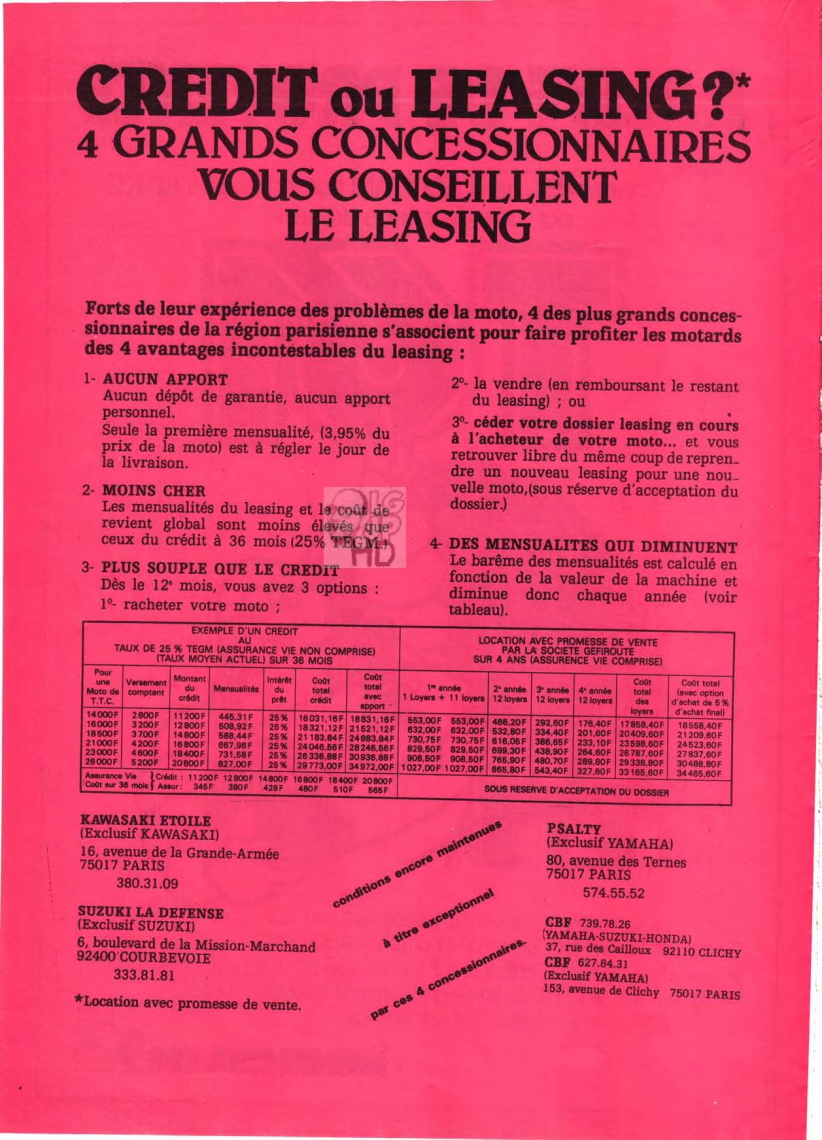 CREDIT ou LEASING?*
4 GRANDS CONCESSIONNAIRES
VOUS CONSEILLENT
LE LEASING
Forts de leur expérience des problèmes de la moto, 4 des plus grands conces-
sionnaires de la région parisienne s'associent pour faire profiter les motards
des 4 avantages incontestables du leasing :
1- AUCUN APPORT
Aucun dépôt de garantie, aucun apport
personnel.
Seule la première mensualité, (3,95% du
prix de la moto) est à régler le jour de
la livraison.
2- MOINS CHER
Les mensualités du leasing et le coût de
revient global sont moins élevés que
ceux du crédit à 36 mois (25% TEGM.)
3- PLUS SOUPLE QUE LE CREDIT
Dès le 12e mois, vous avez 3 options :
1o- racheter votre moto ;
2o- la vendre (en remboursant le restant
du leasing) ; ou
3o- céder votre dossier leasing en cours
à l'acheteur de votre moto... et vous
retrouver libre du même coup de repren-
dre un nouveau leasing pour une nou-
velle moto,(sous réserve d'acceptation du
dossier.)
4- DES MENSUALITES QUI DIMINUENT
Le barême des mensualités est calculé en
fonction de la valeur de la machine et
diminue donc chaque année (voir
tableau).
EXEMPLE D'UN CREDIT
AU
TAUX DE 25 % TEGM (ASSURANCE VIE NON COMPRISE)
(TAUX MOYEN ACTUEL) SUR 36 MOIS
LOCATION AVEC PROMESSE DE VENTE
PAR LA SOCIETE GEFIROUTE
SUR 4 ANS (ASSURENCE VIE COMPRISE)
Pour une Moto de T.T.C. Versement comptant Montant du crédit Mensualités Intérêt du prêt Coût total crédit Coût total avec apport 1re année 1 Loyers + 11 loyers 2e année 12 loyers 3e année 12 loyers 4e année 12 loyers Coût total des loyers Coût total (avec option d'achat de 5 % d'achat final)
14000F 2800F 11200F 445,31F 25% 16031,16F 18831,16F 553,00F 553,00F 466,20F 292,60F 176,40F 17858,40F 18558,40F
16000F 3200F 12800F 508,92F 25% 18321,12F 21521,12F 632,00F 632,00F 532,80F 334,40F 201,60F 20409,60F 21209,60F
18500F 3700F 14800F 588,44F 25% 21183,84F 24883,84F 730,75F 730,75F 616,05F 386,65F 233,10F 23598,60F 24523,60F
21000F 4200F 16800F 667,96F 25% 24046,56F 28246,56F 829,50F 829,50F 699,30F 438,90F 264,60F 26787,60F 27837,60F
23000F 4600F 18400F 731,58F 25% 26336,88F 30936,88F 908,50F 908,50F 765,90F 480,70F 289,80F 29338,80F 30488,80F
26000F 5200F 20800F 827,00F 25% 29773,00F 34972,00F 1027,00F 1027,00F 865,80F 543,40F 327,60F 33165,60F 34465,60F
Assurance Vie Crédit : 11200F 12800F 14800F 16800F 18400F 20800F
Coût sur 36 mois Assur: 345F 380F 428F 480F 510F 565F
SOUS RESERVE D'ACCEPTATION DU DOSSIER
KAWASAKI ETOILE
(Exclusif KAWASAKI)
16, avenue de la Grande-Armée
75017 PARIS
380.31.09
SUZUKI LA DEFENSE
(Exclusif SUZUKI)
6, boulevard de la Mission-Marchand
92400 COURBEVOIE
333.81.81
*Location avec promesse de vente.
conditions encore maintenues
à titre exceptionnel
par ces 4 concessionnaires.
PSALTY
(Exclusif YAMAHA)
80, avenue des Ternes
75017 PARIS
574.55.52
CBF 739.78.26
(YAMAHA-SUZUKI-HONDA)
37, rue des Cailloux 92110 CLICHY
CBF 627.84.31
(Exclusif YAMAHA)
153, avenue de Clichy 75017 PARIS